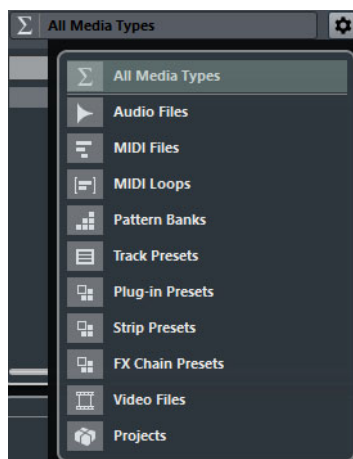 Σ All Media Types
Σ All Media Types
Audio Files
MIDI Files
MIDI Loops
Pattern Banks
Track Presets
Plug-in Presets
Strip Presets
FX Chain Presets
Video Files
Projects